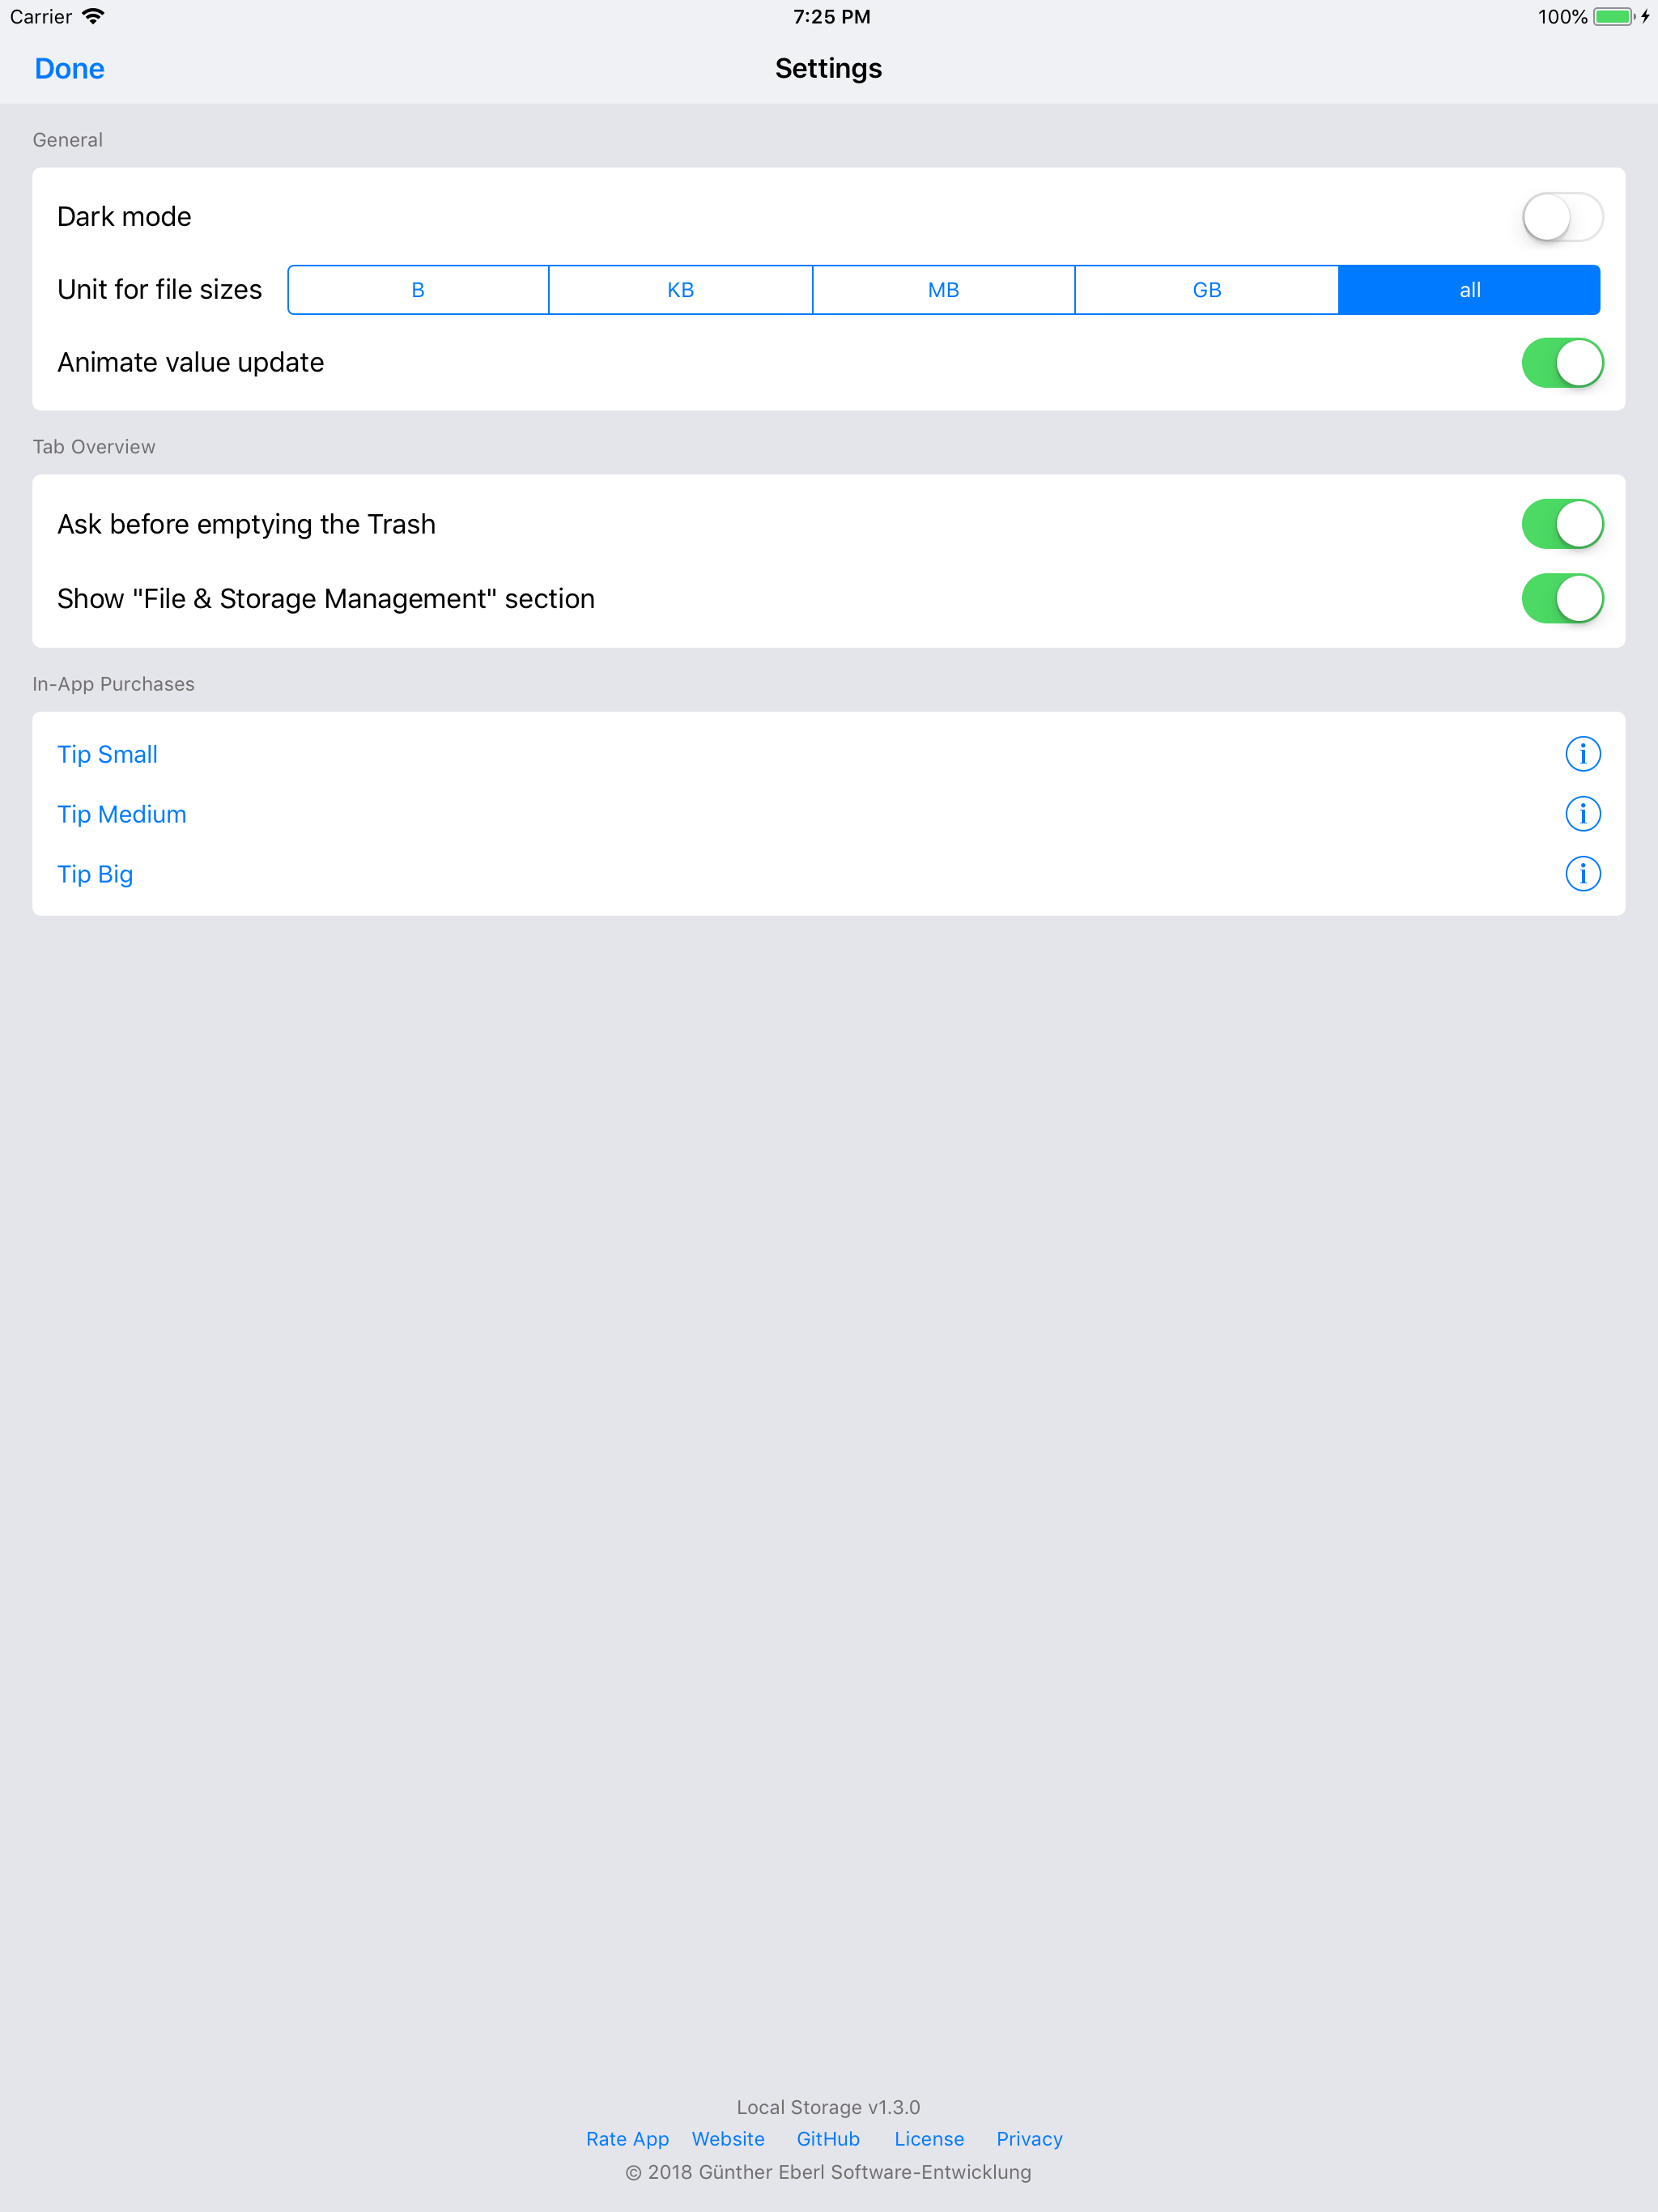 Carrier 7:25 PM 100%
Done Settings
General
Dark mode
Unit for file sizes B KB MB GB all
Animate value update
Tab Overview
Ask before emptying the Trash
Show "File & Storage Management" section
In-App Purchases
Tip Small
Tip Medium
Tip Big
Local Storage v1.3.0
Rate App Website GitHub License Privacy
© 2018 Günther Eberl Software-Entwicklung